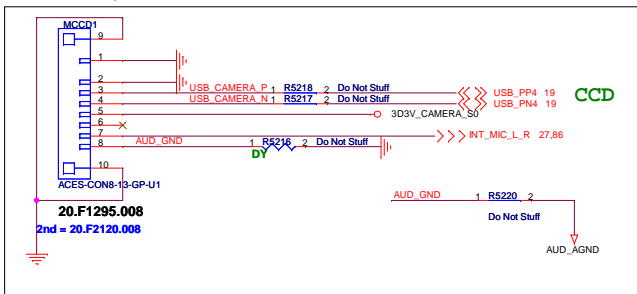 MCCD1
9
1
2
3 USB_CAMERA_P 1 R5218 2 Do Not Stuff USB_PP4 19
4 USB_CAMERA_N 1 R5217 2 Do Not Stuff USB_PN4 19
CCD
5 3D3V_CAMERA_S0
6
7 INT_MIC_L_R 27,86
8 AUD_GND 1 R5216 2 Do Not Stuff
DY
10
ACES-CON8-13-GP-U1
20.F1295.008
2nd = 20.F2120.008
AUD_GND 1 R5220 2
Do Not Stuff
AUD_AGND